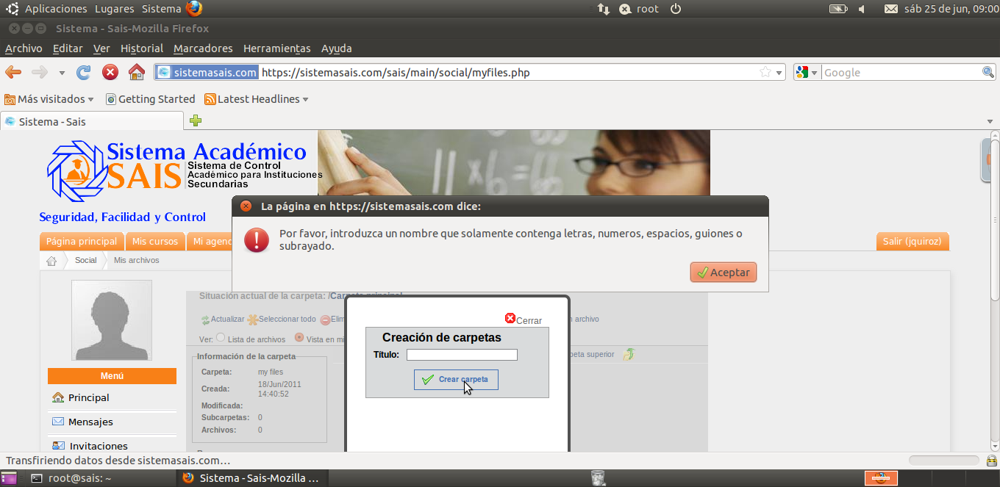 Aplicaciones Lugares Sistema root sáb 25 de jun, 09:00
Sistema - Sais-Mozilla Firefox
Archivo Editar Ver Historial Marcadores Herramientas Ayuda
sistemasais.com https://sistemasais.com/sais/main/social/myfiles.php Google
Más visitados Getting Started Latest Headlines
Sistema - Sais
Sistema Académico
SAIS
Sistema de Control
Académico para Instituciones
Secundarias
Seguridad, Facilidad y Control
11x6=66
Página principal Mis cursos Mi agen Salir (jquiroz)
Social Mis archivos
La página en https://sistemasais.com dice:
Por favor, introduzca un nombre que solamente contenga letras, numeros, espacios, guiones o
subrayado.
Aceptar
Situación actual de la carpeta: /Carpeta principal
Actualizar Seleccionar todo Elim n archivo
Ver: Lista de archivos Vista en mi
peta superior
Información de la carpeta
Carpeta: my files
Creada: 18/Jun/2011
14:40:52
Modificada:
Subcarpetas: 0
Archivos: 0
Cerrar
Creación de carpetas
Título:
Crear carpeta
Menú
Principal
Mensajes
Invitaciones
Transfiriendo datos desde sistemasais.com...
root@sais: ~ Sistema - Sais-Mozilla ...